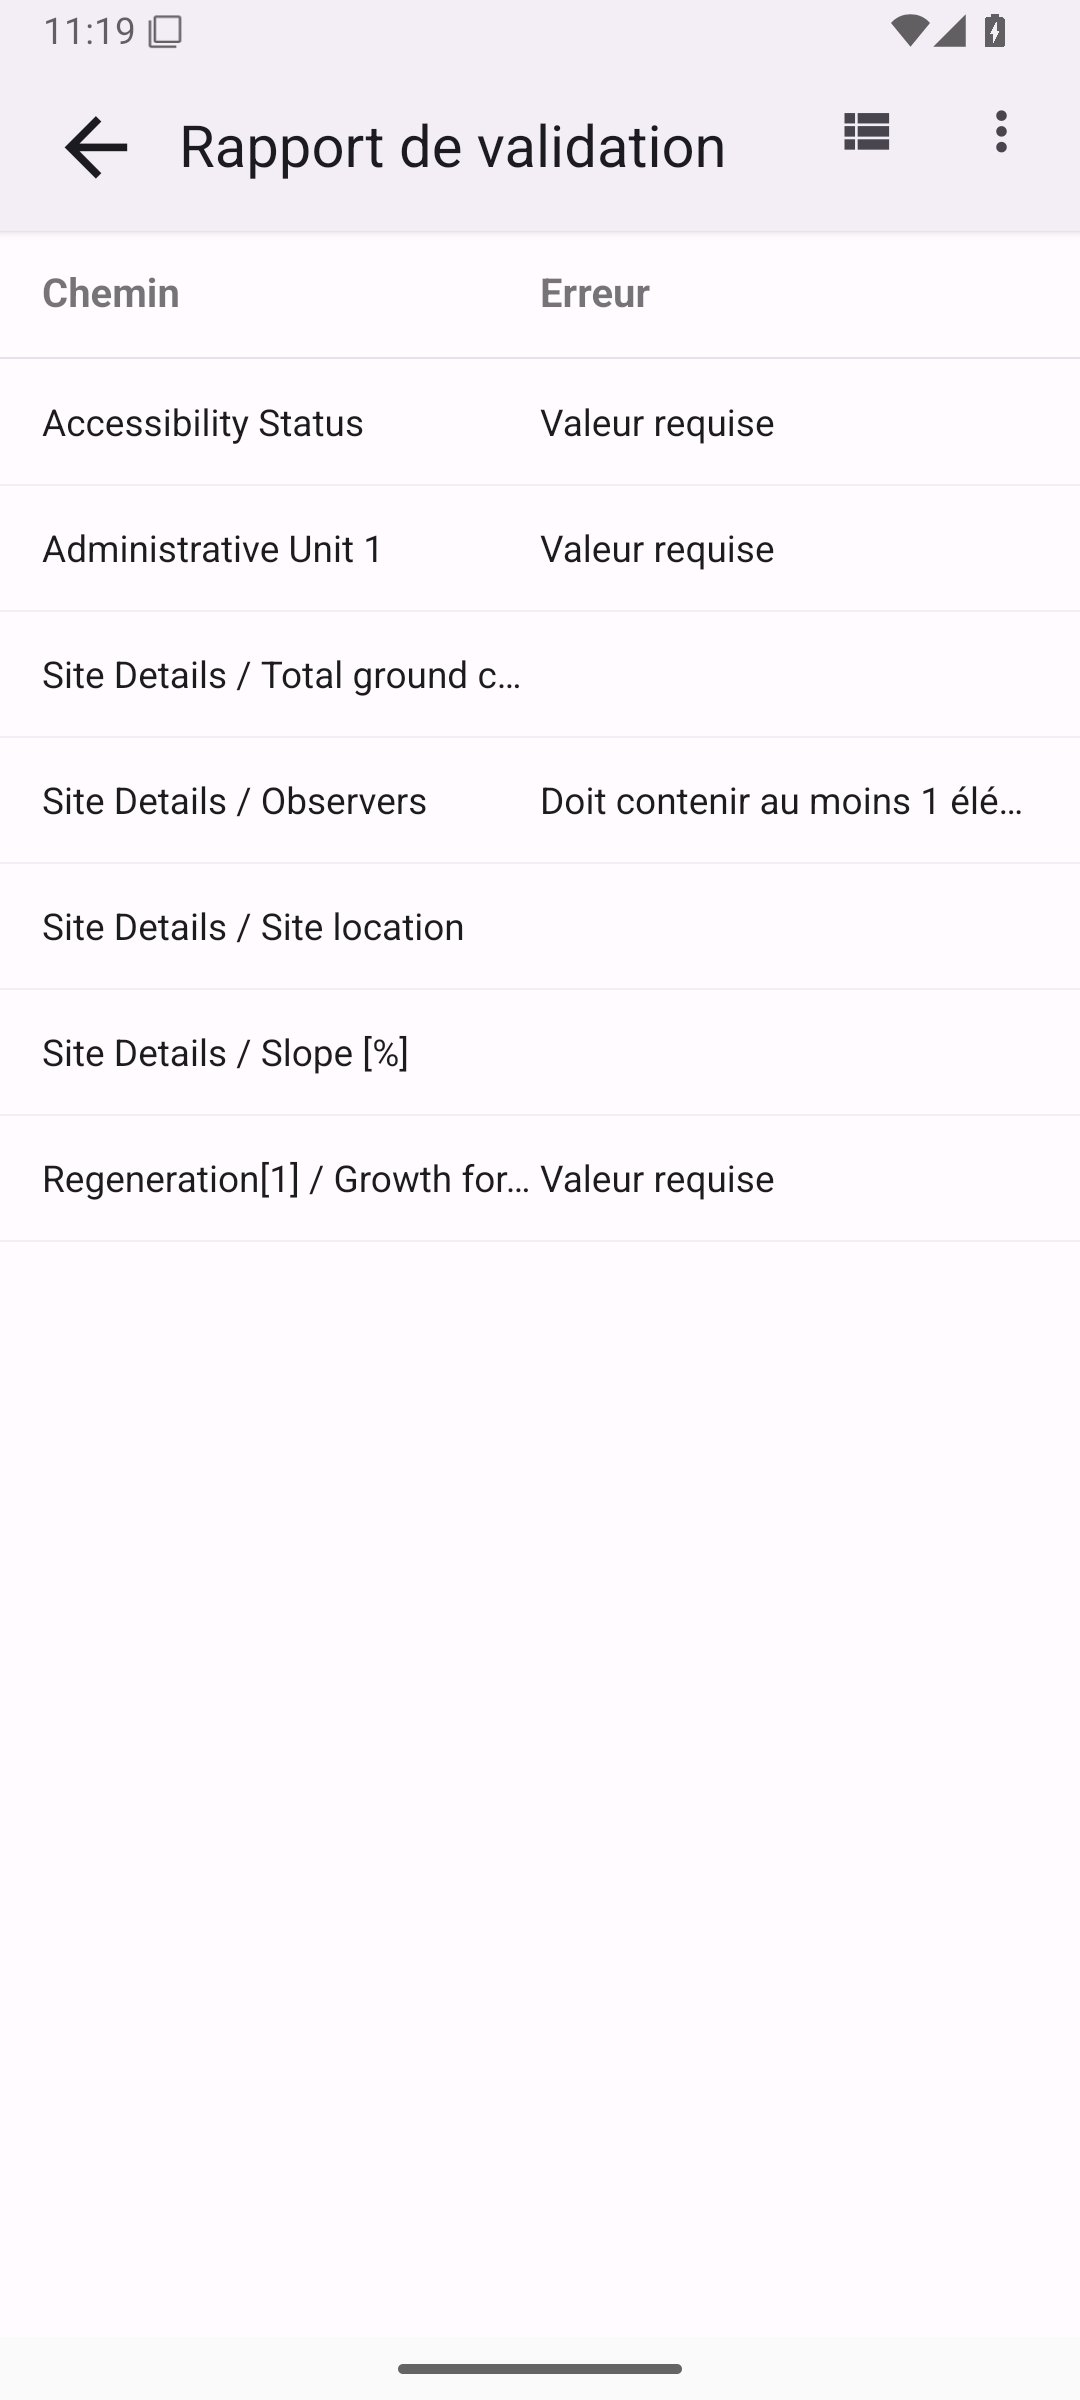 11:19
Rapport de validation
Chemin Erreur
Accessibility Status Valeur requise
Administrative Unit 1 Valeur requise
Site Details / Total ground c...
Site Details / Observers Doit contenir au moins 1 élé...
Site Details / Site location
Site Details / Slope [%]
Regeneration[1] / Growth for... Valeur requise